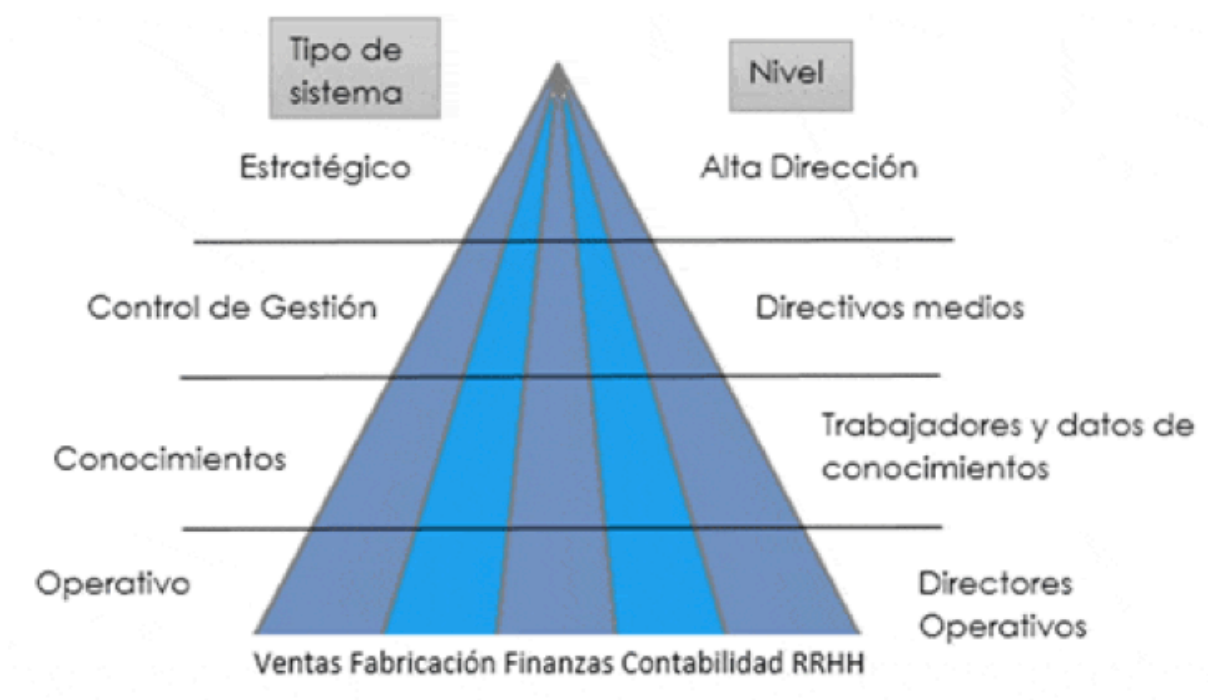 Tipo de
sistema
Nivel
Estratégico
Alta Dirección
Control de Gestión
Directivos medios
Conocimientos
Trabajadores y datos de
conocimientos
Operativo
Directores
Operativos
Ventas Fabricación Finanzas Contabilidad RRHH